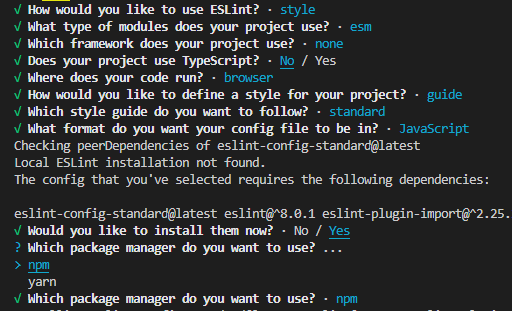 √ How would you like to use ESLint? · style
√ What type of modules does your project use? · esm
√ Which framework does your project use? · none
√ Does your project use TypeScript? · No / Yes
√ Where does your code run? · browser
√ How would you like to define a style for your project? · guide
√ Which style guide do you want to follow? · standard
√ What format do you want your config file to be in? · JavaScript
Checking peerDependencies of eslint-config-standard@latest
Local ESLint installation not found.
The config that you've selected requires the following dependencies:
eslint-config-standard@latest eslint@^8.0.1 eslint-plugin-import@^2.25.
√ Would you like to install them now? · No / Yes
? Which package manager do you want to use? ...
> npm
yarn
√ Which package manager do you want to use? · npm